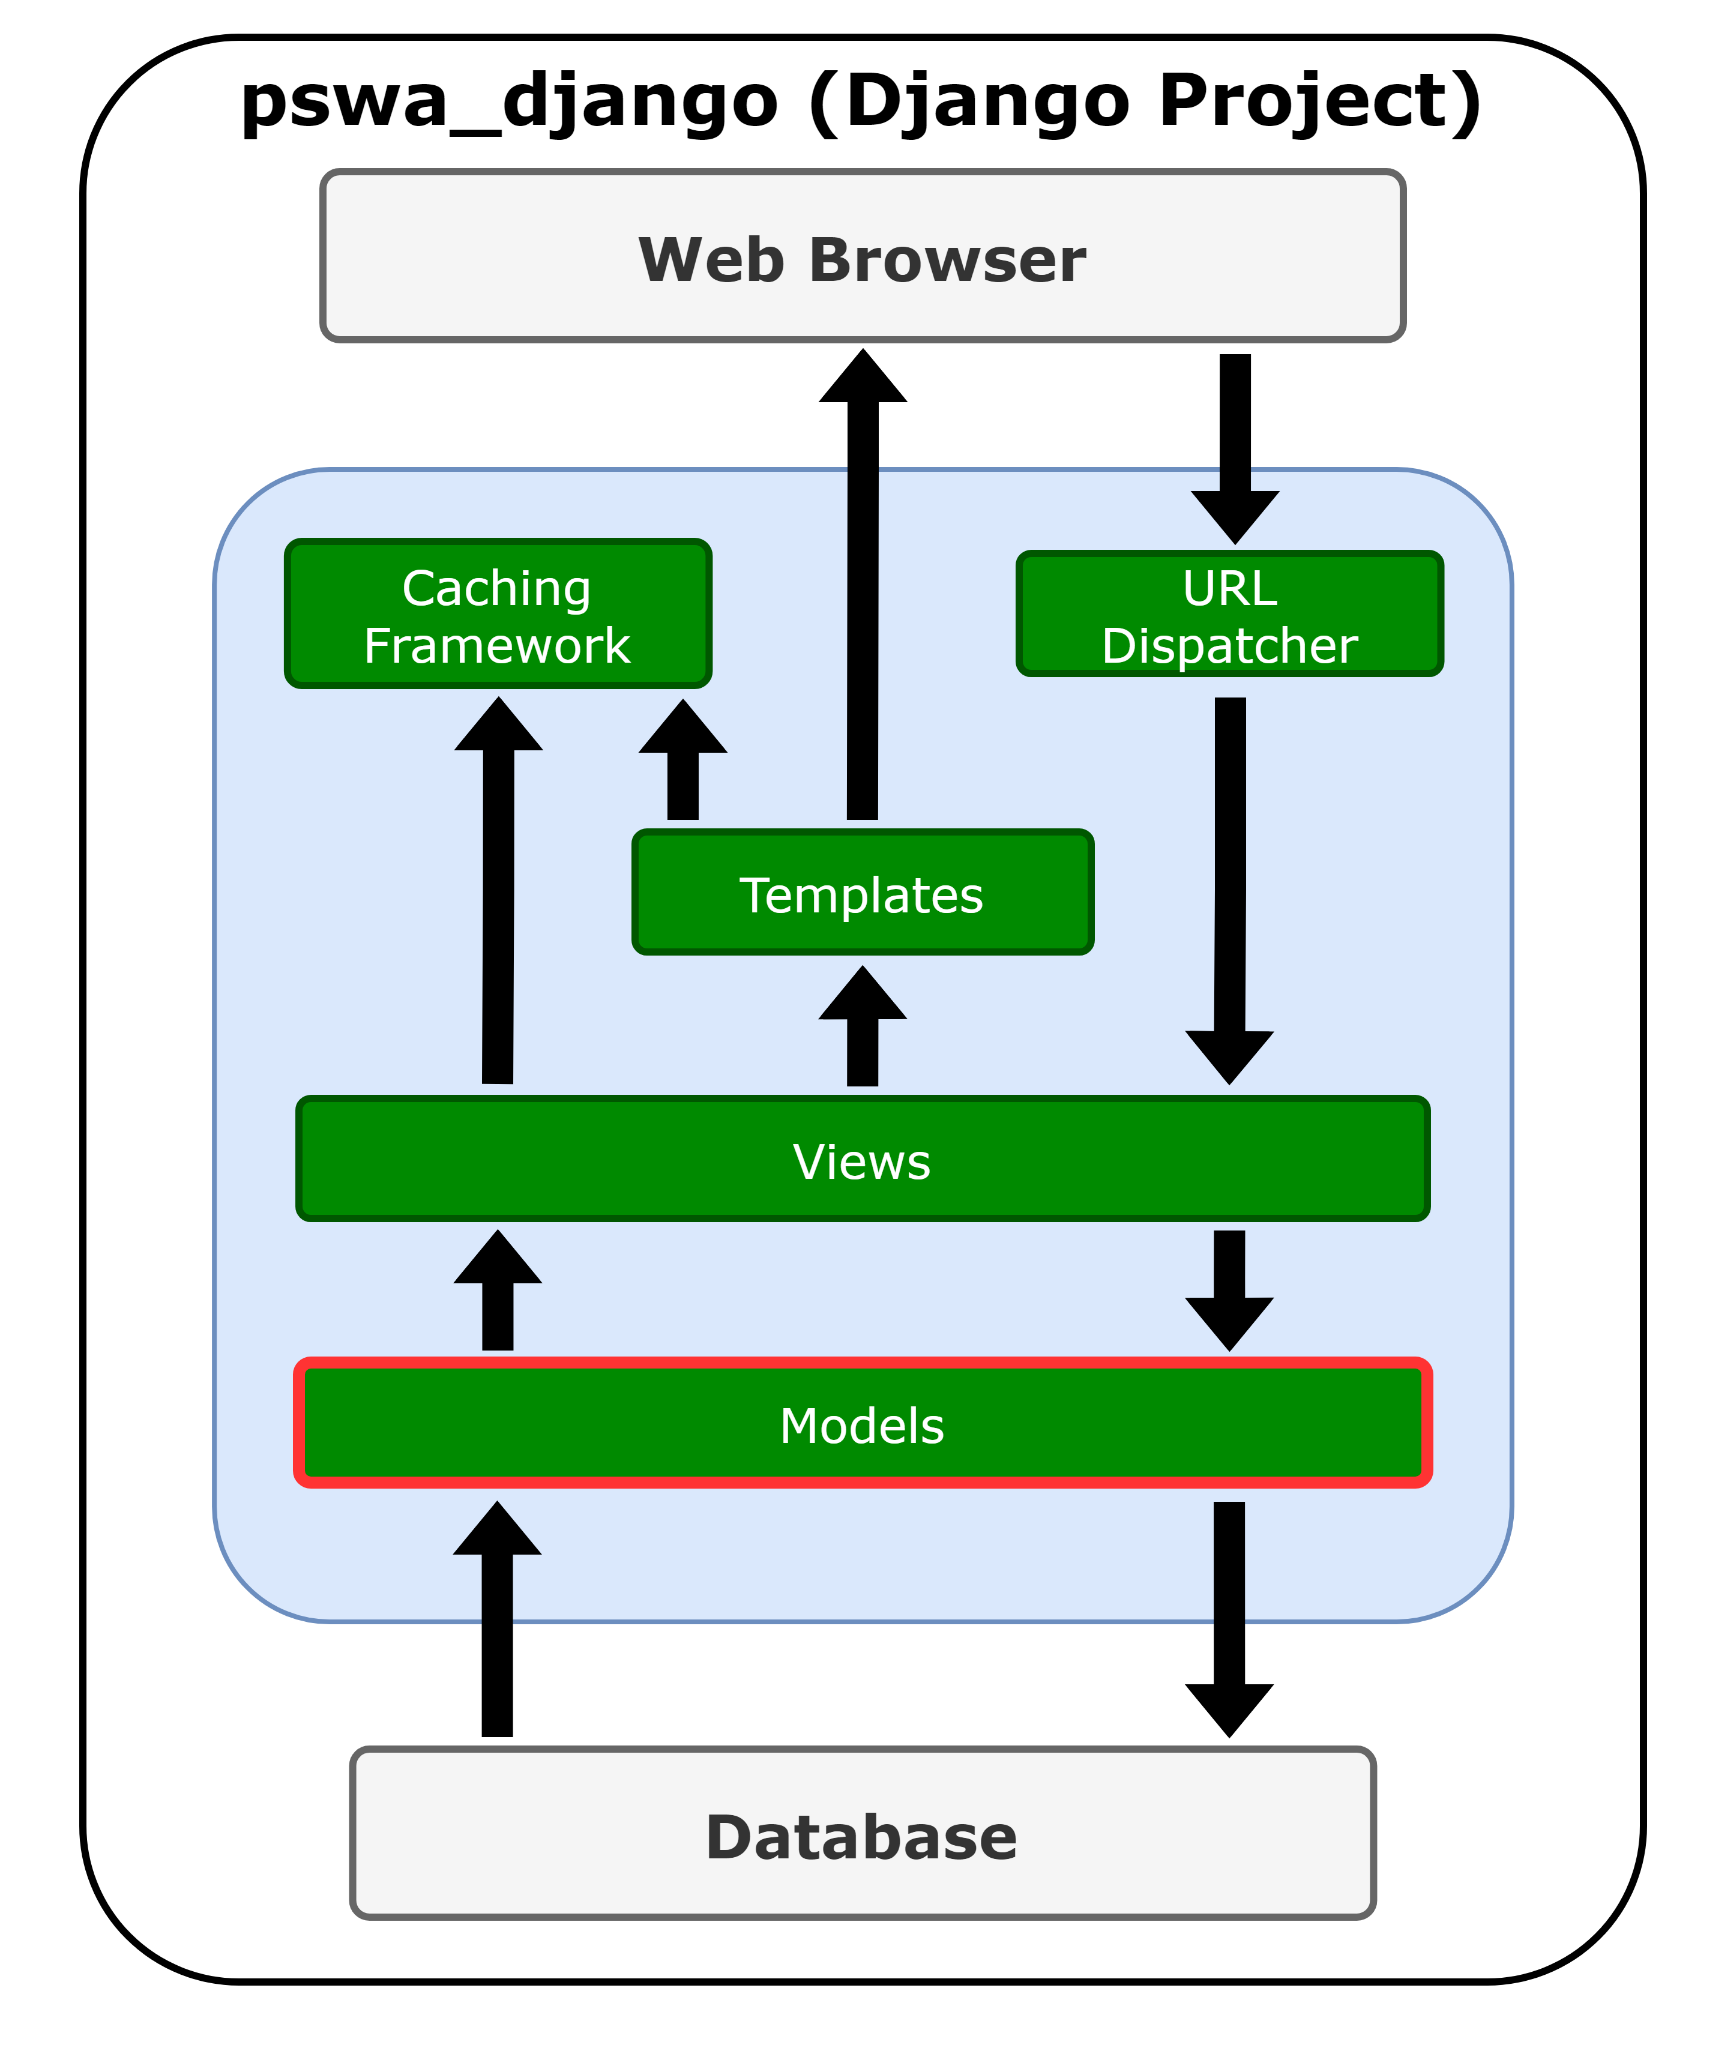 pswa_django (Django Project)
Web Browser
Caching
Framework
URL
Dispatcher
Templates
Views
Models
Database